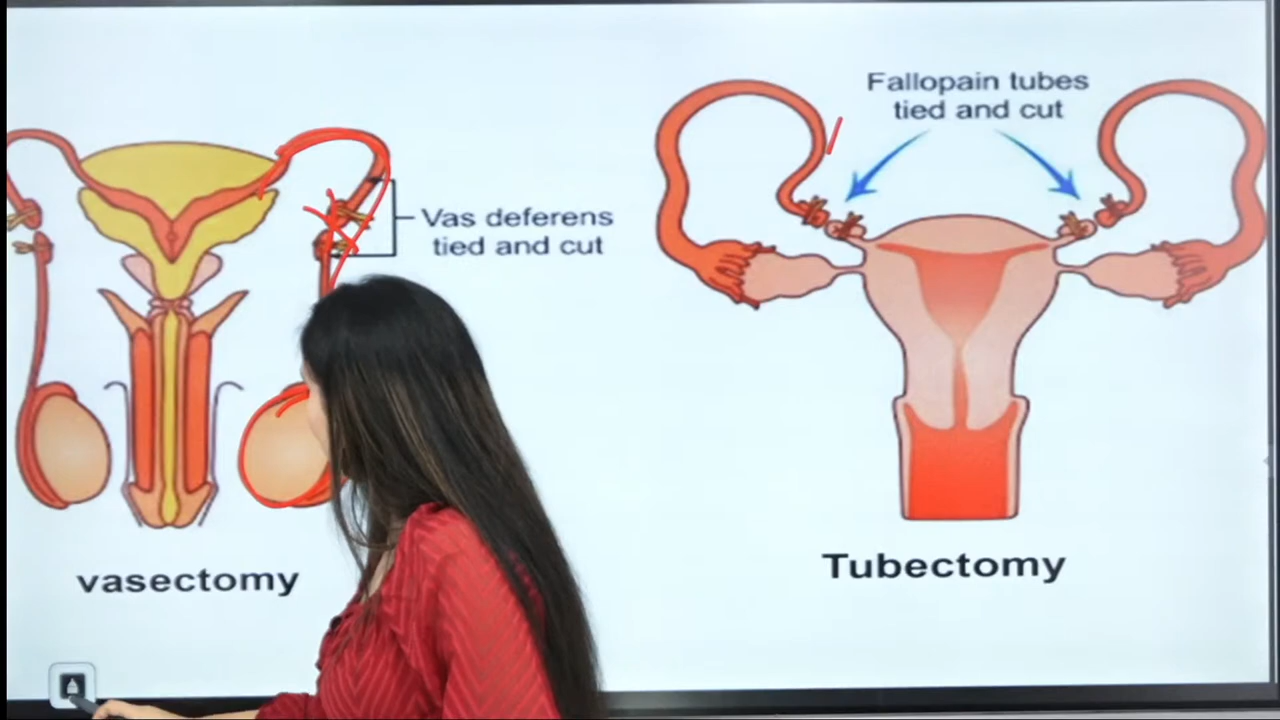 Vas deferens
tied and cut
vasectomy
Fallopain tubes
tied and cut
Tubectomy